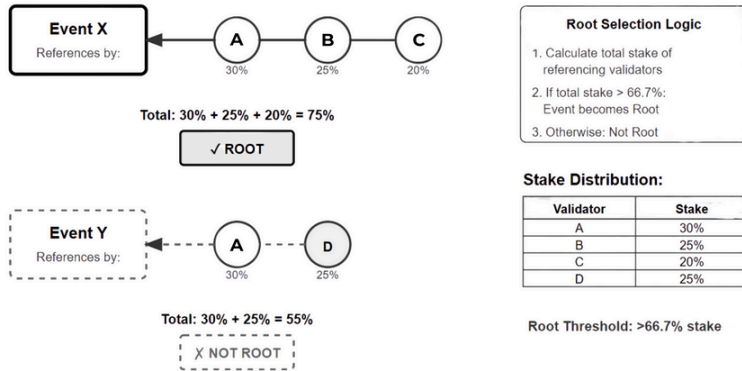 Event X
References by:
A
B
C
30%
25%
20%
Total: 30% + 25% + 20% = 75%
✓ ROOT
Event Y
References by:
A
D
30%
25%
Total: 30% + 25% = 55%
✗ NOT ROOT
Root Selection Logic
1. Calculate total stake of
referencing validators
2. If total stake > 66.7%:
Event becomes Root
3. Otherwise: Not Root
Stake Distribution:
Validator Stake
A 30%
B 25%
C 20%
D 25%
Root Threshold: >66.7% stake